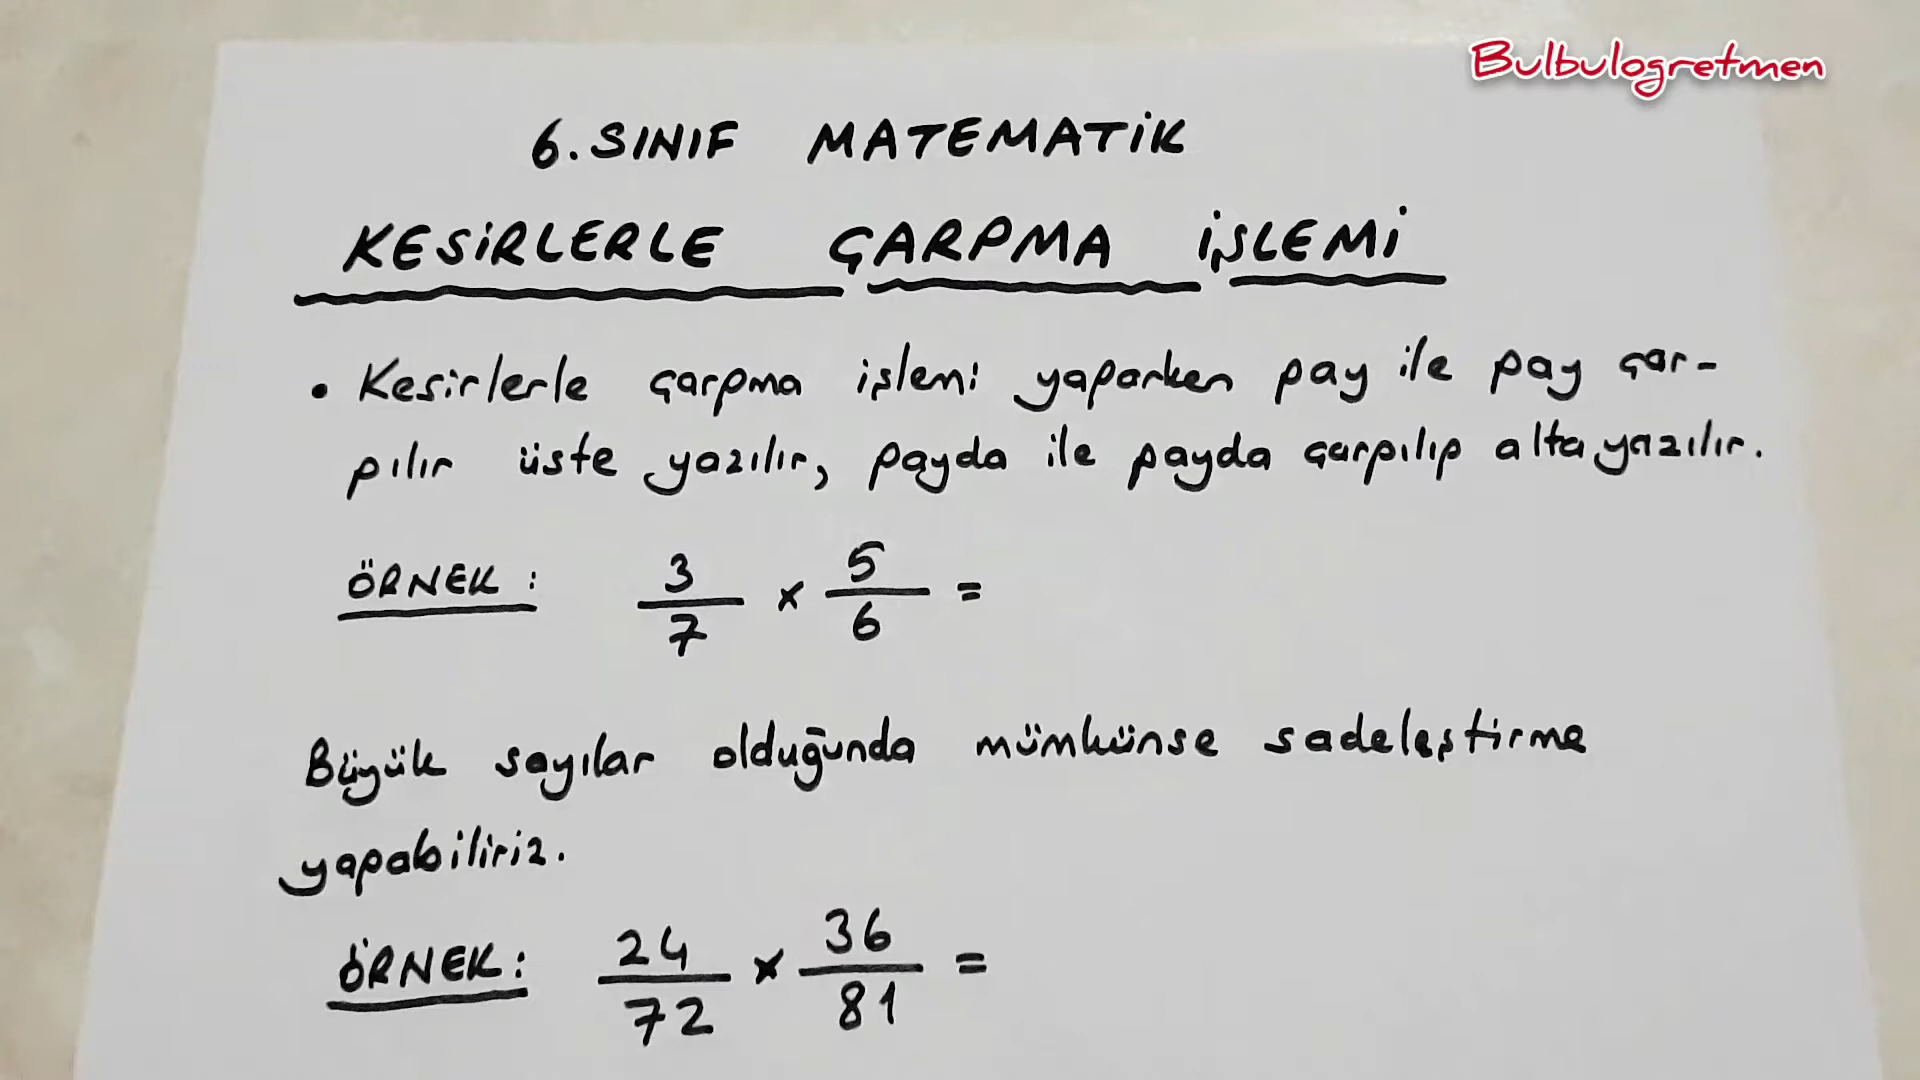 Bulbulogretmen
6. SINIF MATEMATİK
KESİRLERLE ÇARPMA İŞLEMİ
• Kesirlerle çarpma işlemi yaparken pay ile pay çar-
pılır üste yazılır, payda ile payda çarpılıp alta yazılır.
ÖRNEK: 3/7 x 5/6 =
Büyük sayılar olduğunda mümkünse sadeleştirme
yapabiliriz.
ÖRNEK: 24/72 x 36/81 =